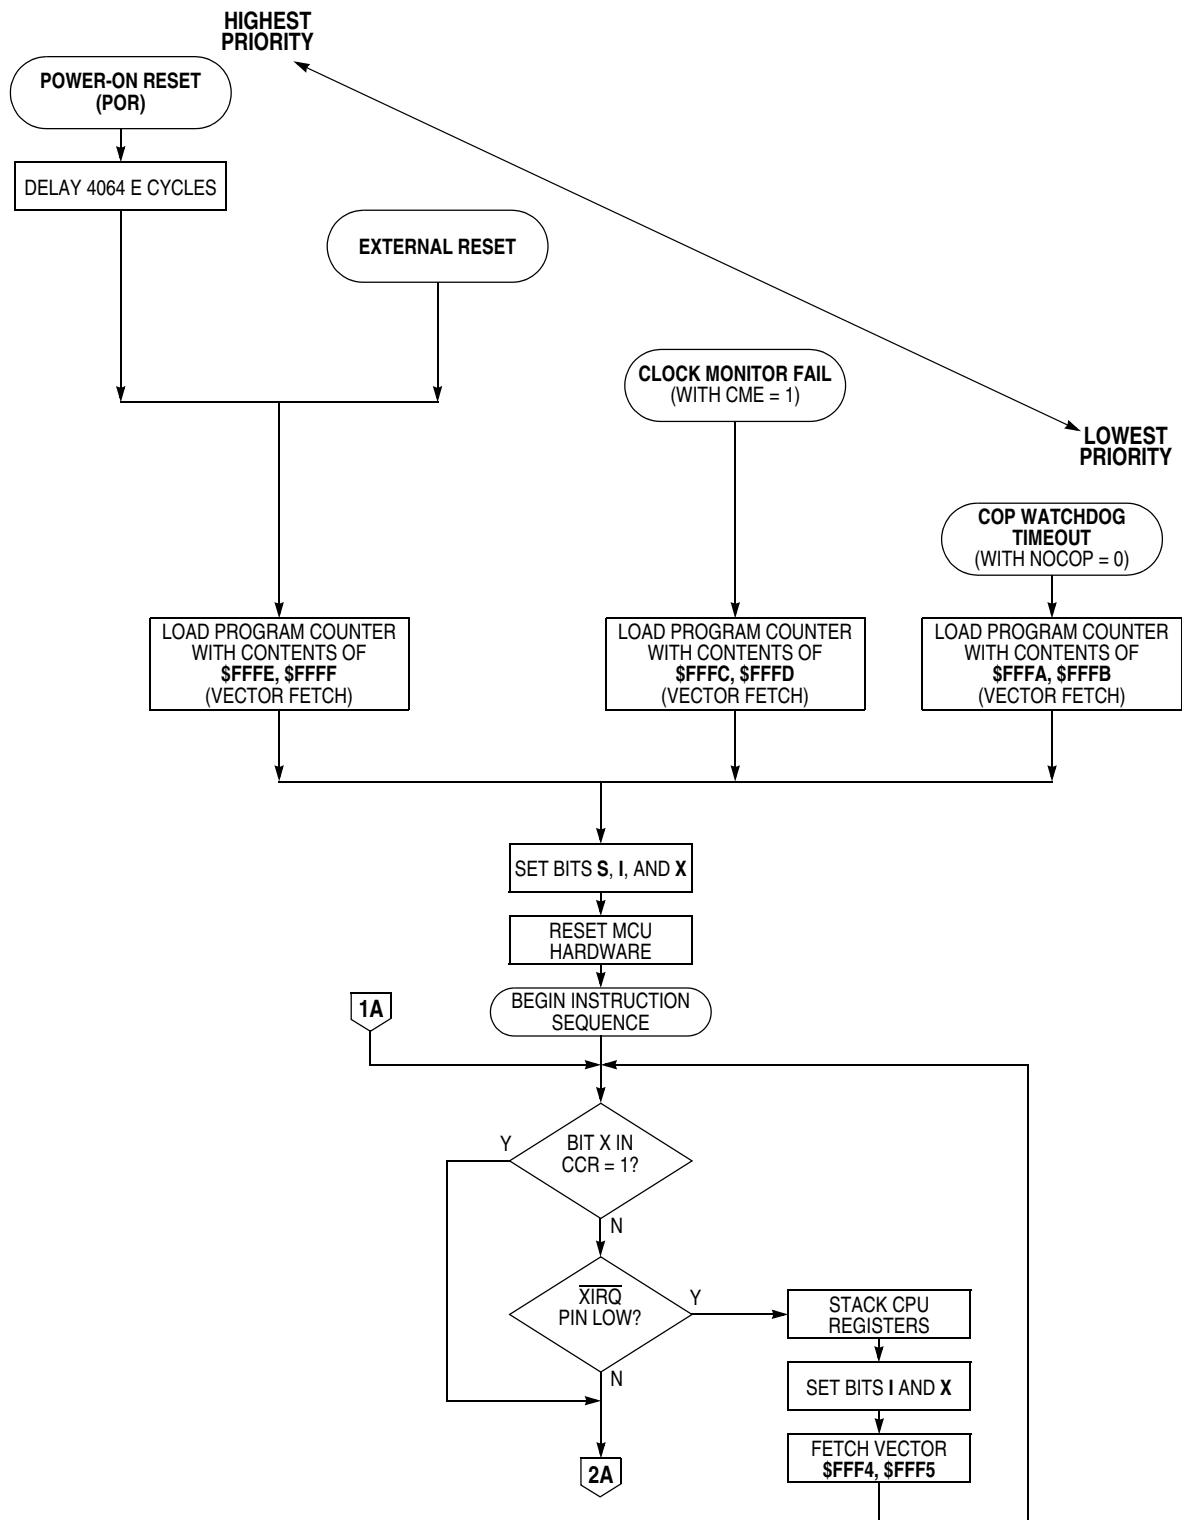 HIGHEST
PRIORITY
POWER-ON RESET
(POR)
DELAY 4064 E CYCLES
EXTERNAL RESET
CLOCK MONITOR FAIL
(WITH CME = 1)
LOWEST
PRIORITY
COP WATCHDOG
TIMEOUT
(WITH NOCOP = 0)
LOAD PROGRAM COUNTER
WITH CONTENTS OF
$FFFE, $FFFF
(VECTOR FETCH)
LOAD PROGRAM COUNTER
WITH CONTENTS OF
$FFFC, $FFFD
(VECTOR FETCH)
LOAD PROGRAM COUNTER
WITH CONTENTS OF
$FFFA, $FFFB
(VECTOR FETCH)
SET BITS S, I, AND X
RESET MCU
HARDWARE
1A
BEGIN INSTRUCTION
SEQUENCE
Y
BIT X IN
CCR = 1?
N
XIRQ
PIN LOW?
Y
STACK CPU
REGISTERS
N
SET BITS I AND X
2A
FETCH VECTOR
$FFF4, $FFF5